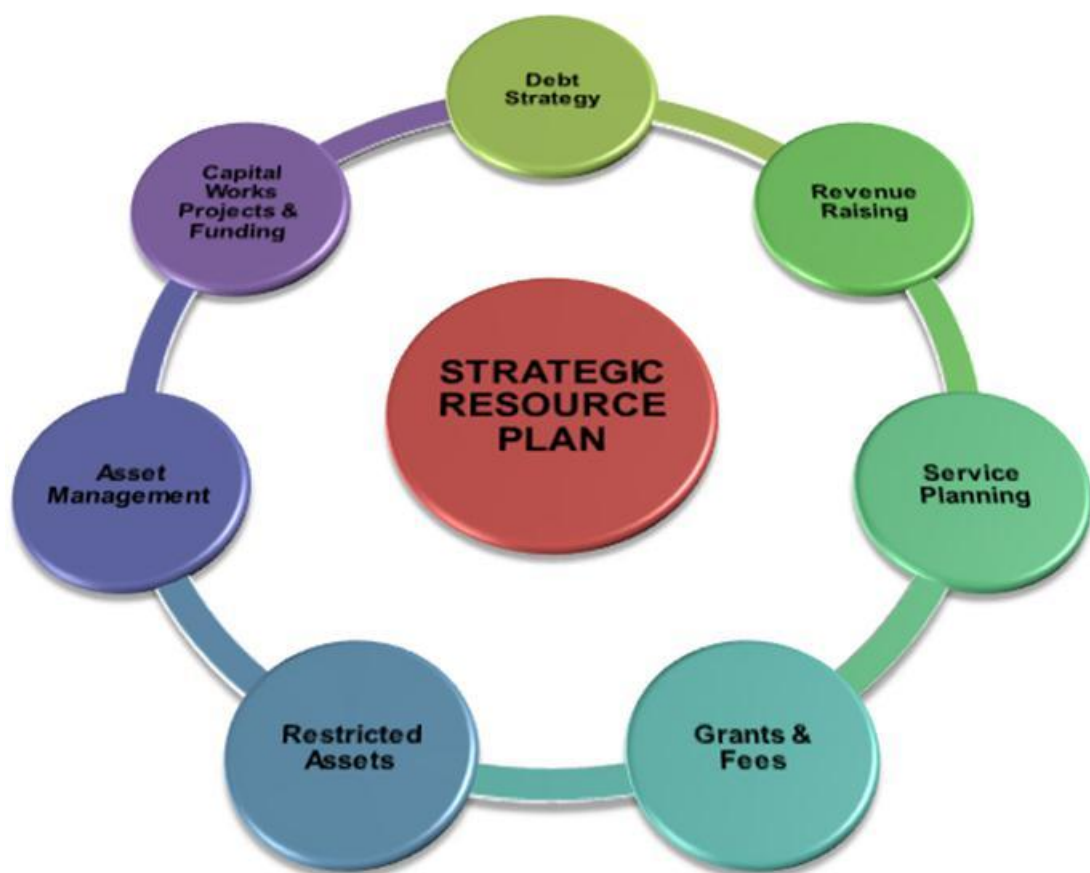 Debt
Strategy
Revenue
Raising
Service
Planning
Grants &
Fees
Restricted
Assets
Asset
Management
Capital
Works
Projects &
Funding
STRATEGIC
RESOURCE
PLAN